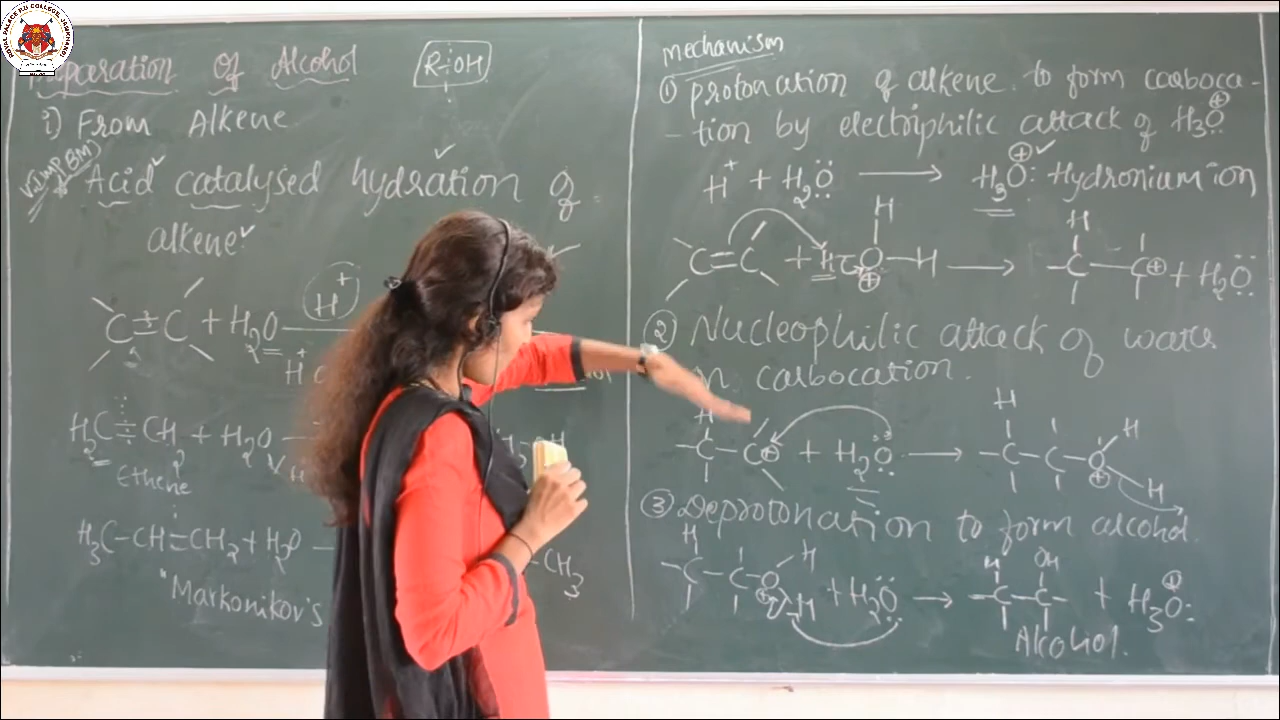 Preparation of Alcohol R-OH
i) From Alkene
V.Imp (BM)
* Acid catalysed hydration of
alkene
C=C + H₂O
H⁺
H₂C=CH₂ + H₂O
Ethene
H₃C-CH=CH₂+H₂O
CH₃
"Markonikov's
mechanism
① protonation of alkene to form carboca-
-tion by electriphilic attack of H₃O⊕
H⁺ + H₂O → H₃O⊕: Hydronium ion
C=C + H-O⊕-H → C-C⊕ + H₂O
H H H
② Nucleophilic attack of water
carbocation.
H H H
C-C⊕ + H₂O → C-C-O⊕ H
③ Deprotonation to form alcohol.
H H H OH
C-C-O⊕-H + H₂O → C-C + H₃O⊕:
Alcohol.